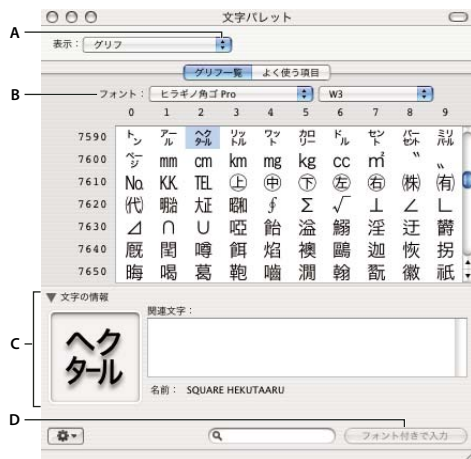 文字パレット
A
表示： グリフ
グリフ一覧 よく使う項目
B
フォント： ヒラギノ角ゴ Pro W3
0 1 2 3 4 5 6 7 8 9
7590 ㌧ ㌃ ㌶ ㍑ ㍗ ㌍ ㌦ ㌣ ㌫ ㍊
7600 ㌻ mm cm km mg kg cc ㎡ 〝 〟
7610 No. KK TEL ㊤ ㊥ ㊦ ㊧ ㊨ ㈱ ㈲
7620 ㈹ ㍾ ㍽ ㍼ ∮ Σ √ ⊥ ∠ ∟
7630 ⊿ ∩ ∪ 啞 飴 溢 鰯 淫 迂 欝
7640 厩 閏 噂 餌 焰 襖 鷗 迦 恢 拐
7650 晦 喝 葛 鞄 嚙 澗 翰 翫 徽 祇
文字の情報
関連文字：
C
ヘク
タール
名前： SQUARE HEKUTAARU
D
フォント付きで入力